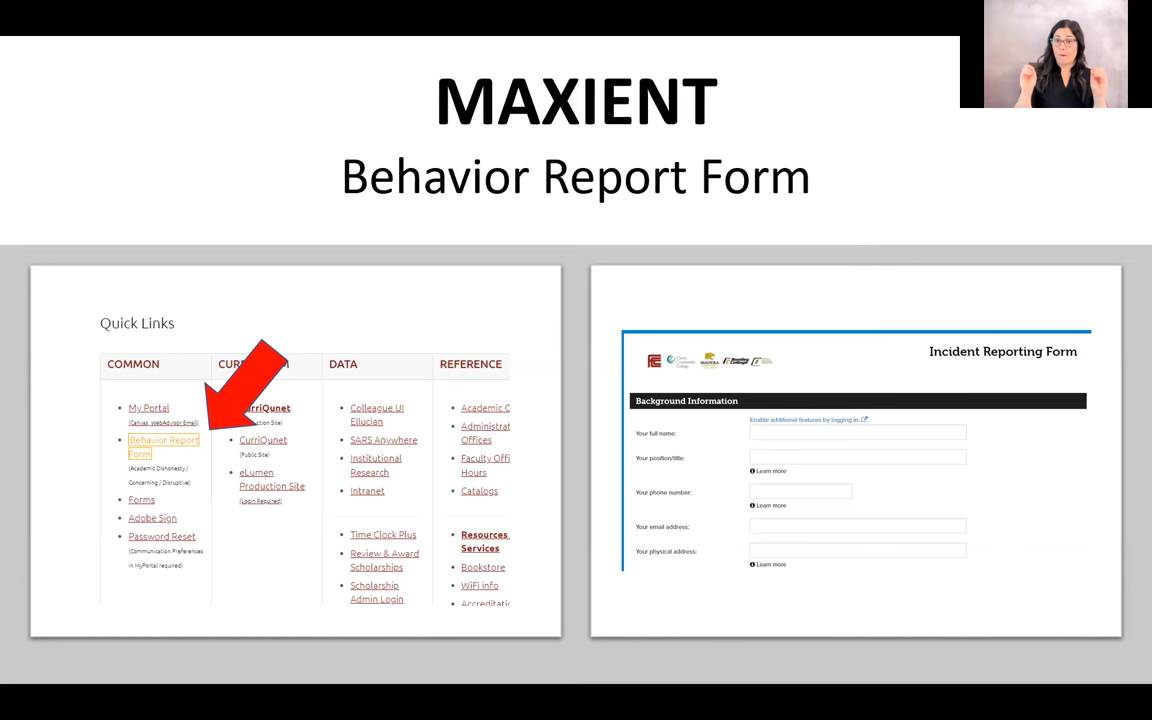 MAXIENT
Behavior Report Form
Quick Links
COMMON
My Portal
(Canvas, WebAdvisor Email)
Behavior Report
Form
(Academic Dishonesty /
Concerning / Disruptive)
Forms
Adobe Sign
Password Reset
(Communication Preferences
in MyPortal required)
CurriQunet
(Public Site)
eLumen
Production Site
(Login Required)
DATA
Colleague UI
Ellucian
SARS Anywhere
Institutional
Research
Intranet
Time Clock Plus
Review & Award
Scholarships
Scholarship
Admin Login
REFERENCE
Academic C
Administrat
Offices
Faculty Offi
Hours
Catalogs
Resources
Services
Bookstore
WiFi info
Accreditati
Incident Reporting Form
Background Information
Enable additional features by logging in.
Your full name:
Your position/title:
Learn more
Your phone number:
Learn more
Your email address:
Your physical address:
Learn more